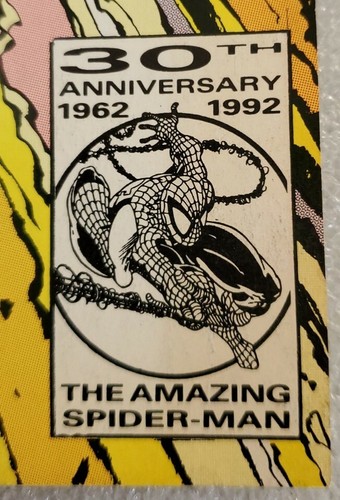 30TH
ANNIVERSARY
1962 1992
THE AMAZING
SPIDER-MAN